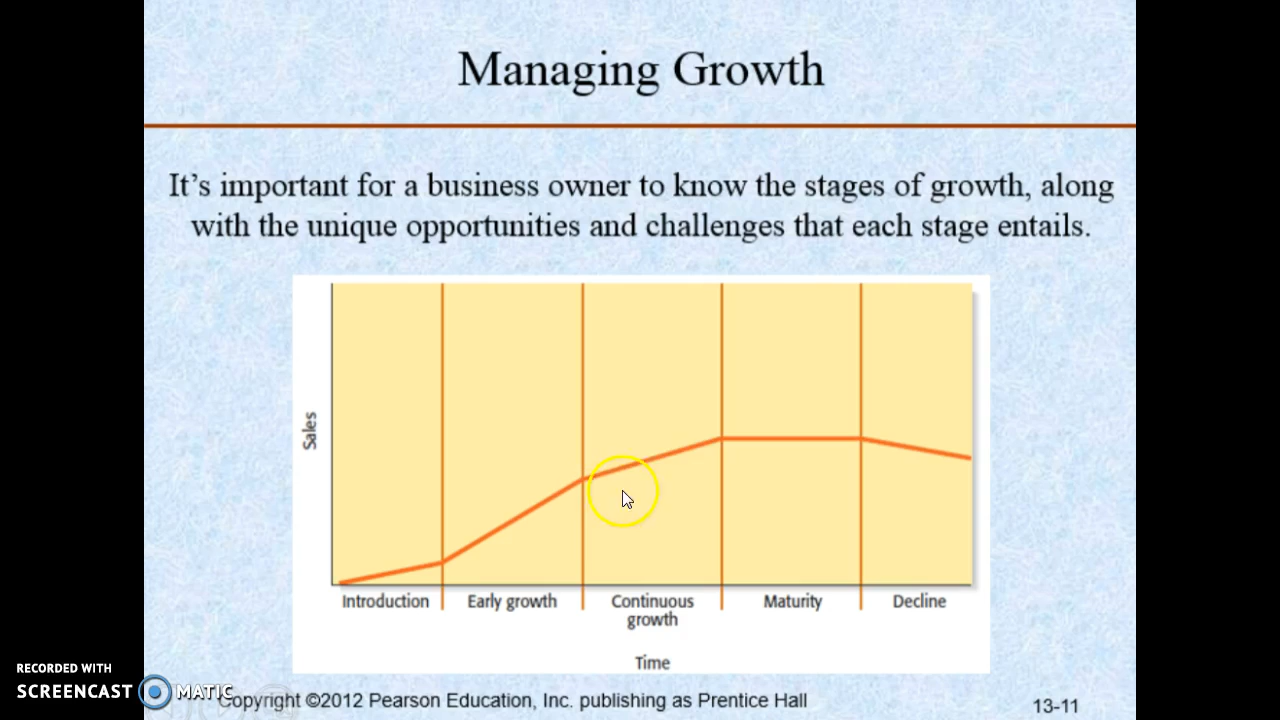 Managing Growth
It's important for a business owner to know the stages of growth, along
with the unique opportunities and challenges that each stage entails.
Sales
Introduction
Early growth
Continuous
growth
Maturity
Decline
Time
RECORDED WITH
SCREENCAST MATIC
Copyright ©2012 Pearson Education, Inc. publishing as Prentice Hall
13-11